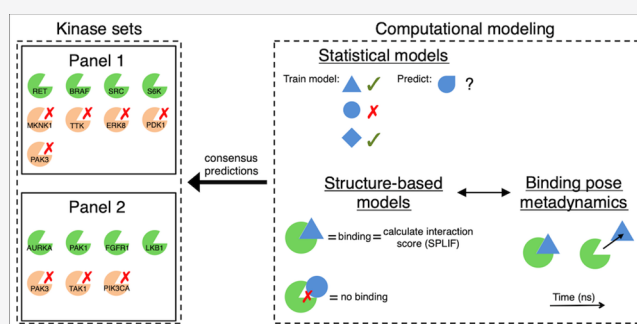 Kinase sets
Panel 1
RET BRAF SRC S6K
MKNK1 TTK ERK8 PDK1
PAK3
Panel 2
AURKA PAK1 FGFR1 LKB1
PAK3 TAK1 PIK3CA
consensus
predictions
Computational modeling
Statistical models
Train model: Predict: ?
Structure-based
models
= binding = calculate interaction
score (SPLIF)
= no binding
Binding pose
metadynamics
Time (ns)